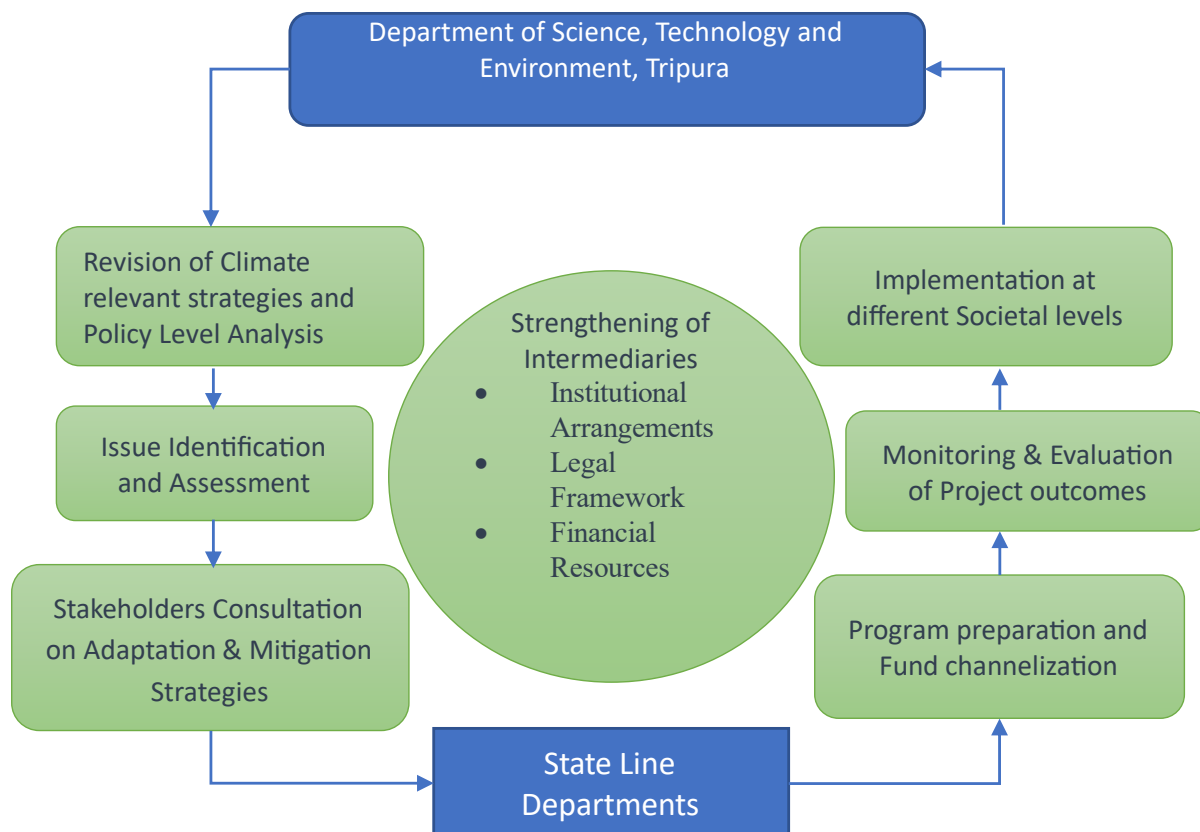 Department of Science, Technology and
Environment, Tripura
Revision of Climate
relevant strategies and
Policy Level Analysis
Issue Identification
and Assessment
Stakeholders Consultation
on Adaptation & Mitigation
Strategies
Strengthening of
Intermediaries
• Institutional
Arrangements
• Legal
Framework
• Financial
Resources
State Line
Departments
Implementation at
different Societal levels
Monitoring & Evaluation
of Project outcomes
Program preparation and
Fund channelization